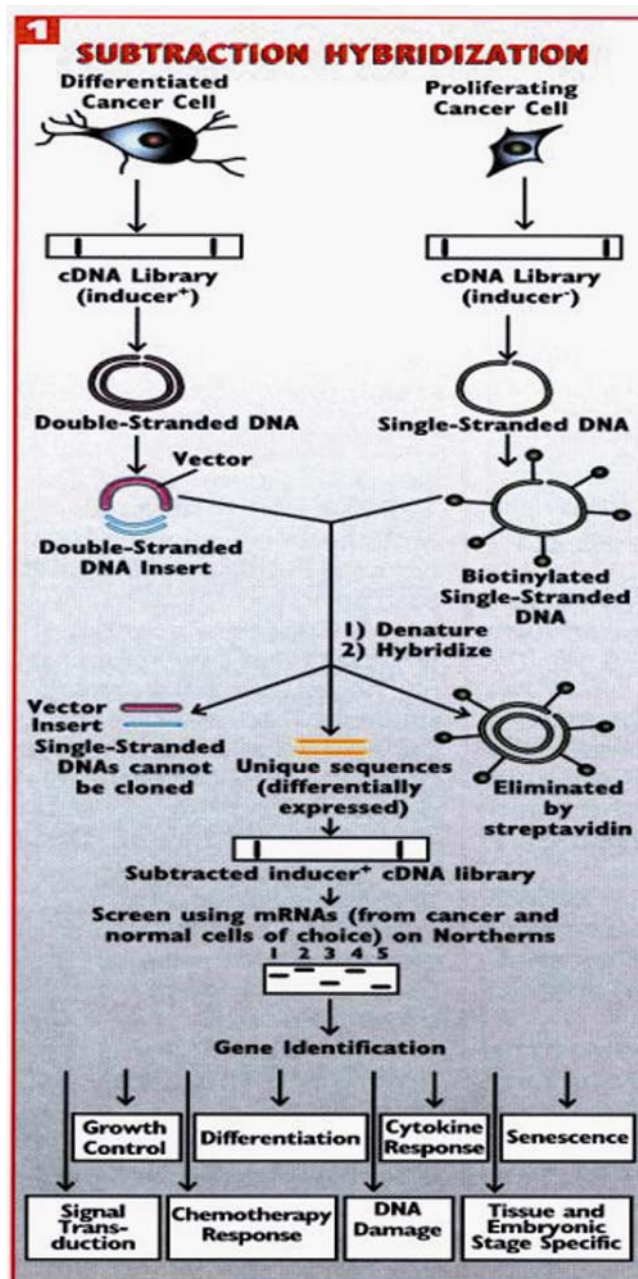 1
SUBTRACTION HYBRIDIZATION
Differentiated
Cancer Cell
Proliferating
Cancer Cell
cDNA Library
(inducer⁺)
cDNA Library
(inducer⁻)
Double-Stranded DNA
Single-Stranded DNA
Vector
Double-Stranded
DNA Insert
Biotinylated
Single-Stranded
DNA
1) Denature
2) Hybridize
Vector
Insert
Single-Stranded
DNAs cannot
be cloned
Unique sequences
(differentially
expressed)
Eliminated
by
streptavidin
Subtracted inducer⁺ cDNA library
Screen using mRNAs (from cancer and
normal cells of choice) on Northerns
1 2 3 4 5
Gene Identification
Growth
Control
Differentiation
Cytokine
Response
Senescence
Signal
Trans-
duction
Chemotherapy
Response
DNA
Damage
Tissue and
Embryonic
Stage Specific